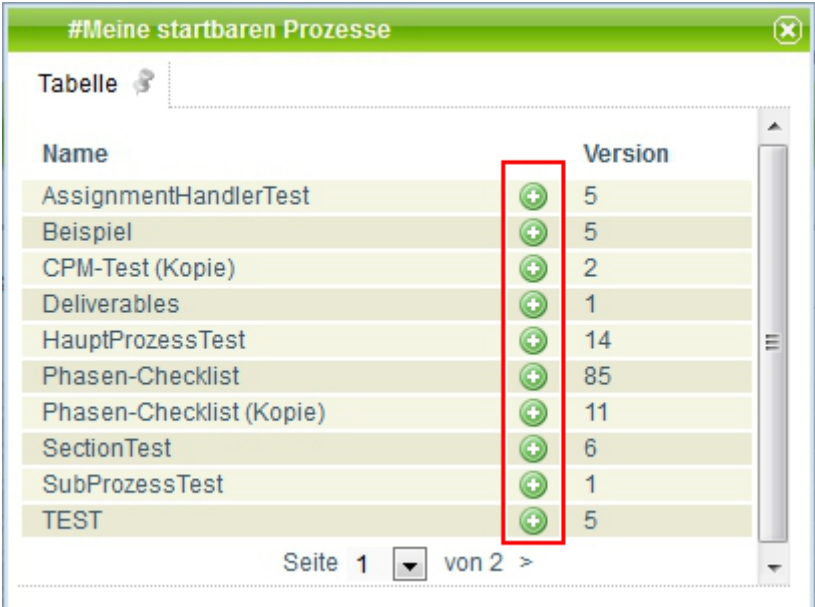 #Meine startbaren Prozesse
Tabelle
Name Version
AssignmentHandlerTest 5
Beispiel 5
CPM-Test (Kopie) 2
Deliverables 1
HauptProzessTest 14
Phasen-Checklist 85
Phasen-Checklist (Kopie) 11
SectionTest 6
SubProzessTest 1
TEST 5
Seite 1 von 2 >